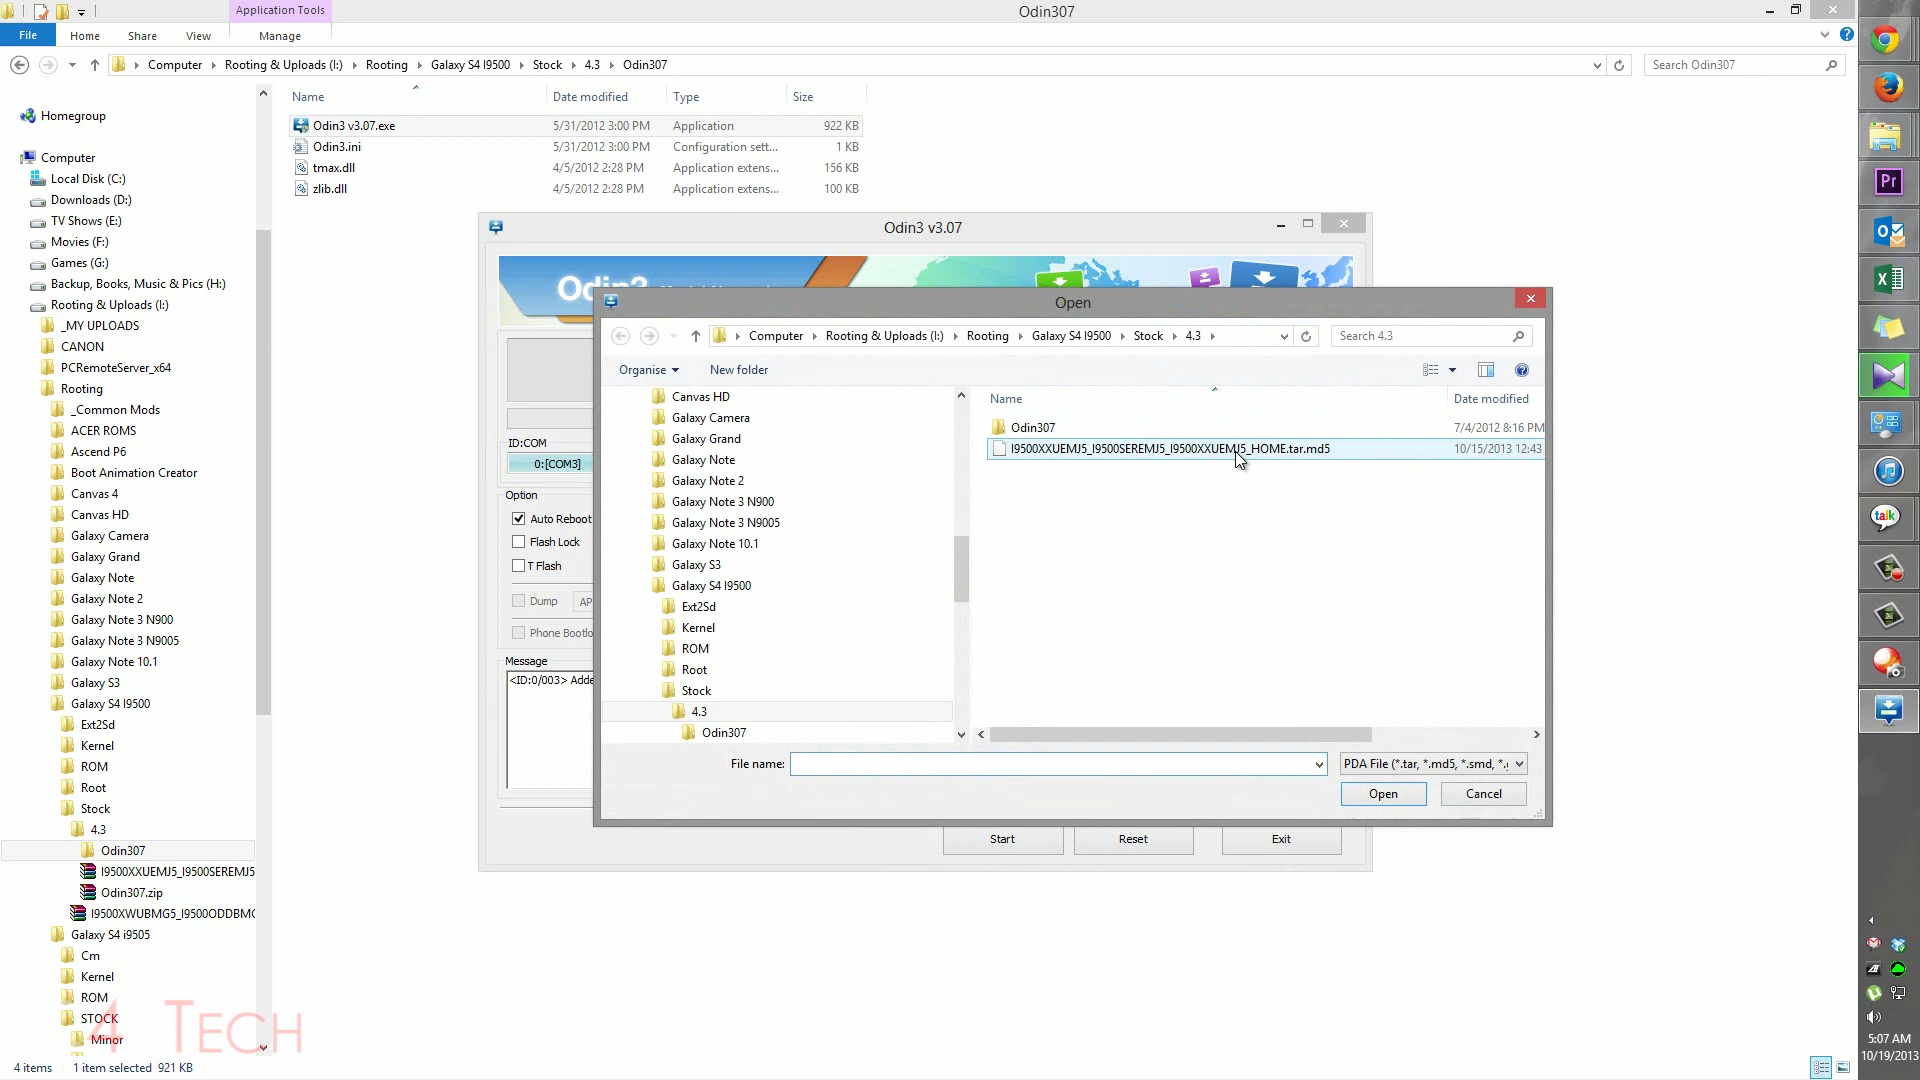 Application Tools
Odin307
File
Home
Share
View
Manage
Computer
Rooting & Uploads (I:)
Rooting
Galaxy S4 I9500
Stock
4.3
Odin307
Search Odin307
Name
Date modified
Type
Size
Odin3 v3.07.exe 5/31/2012 3:00 PM Application 922 KB
Odin3.ini 5/31/2012 3:00 PM Configuration sett... 1 KB
tmax.dll 4/5/2012 2:28 PM Application extens... 156 KB
zlib.dll 4/5/2012 2:28 PM Application extens... 100 KB
Homegroup
Computer
Local Disk (C:)
Downloads (D:)
TV Shows (E:)
Movies (F:)
Games (G:)
Backup, Books, Music & Pics (H:)
Rooting & Uploads (I:)
_MY UPLOADS
CANON
PCRemoteServer_x64
Rooting
_Common Mods
ACER ROMS
Ascend P6
Boot Animation Creator
Canvas 4
Canvas HD
Galaxy Camera
Galaxy Grand
Galaxy Note
Galaxy Note 2
Galaxy Note 3 N900
Galaxy Note 3 N9005
Galaxy Note 10.1
Galaxy S3
Galaxy S4 I9500
Ext2Sd
Kernel
ROM
Root
Stock
4.3
Odin307
I9500XXUEMJ5_I9500SEREMJ5
Odin307.zip
I9500XWUBMG5_I9500ODDBMG
Galaxy S4 i9505
Cm
Kernel
ROM
STOCK
Minor
4 TECH
4 items 1 item selected 921 KB
Odin3 v3.07
ID:COM
0:[COM3]
Option
Auto Reboot
Flash Lock
T Flash
Dump
AP
Phone Bootlo
Message
<ID:0/003> Adde
Start
Reset
Exit
Open
Computer
Rooting & Uploads (I:)
Rooting
Galaxy S4 I9500
Stock
4.3
Search 4.3
Organise
New folder
Canvas HD
Galaxy Camera
Galaxy Grand
Galaxy Note
Galaxy Note 2
Galaxy Note 3 N900
Galaxy Note 3 N9005
Galaxy Note 10.1
Galaxy S3
Galaxy S4 I9500
Ext2Sd
Kernel
ROM
Root
Stock
4.3
Odin307
Name
Date modified
Odin307 7/4/2012 8:16 PM
I9500XXUEMJ5_I9500SEREMJ5_I9500XXUEMJ5_HOME.tar.md5 10/15/2013 12:43
File name:
PDA File (*.tar, *.md5, *.smd, *.
Open
Cancel
Pr
talk
5:07 AM
10/19/2013